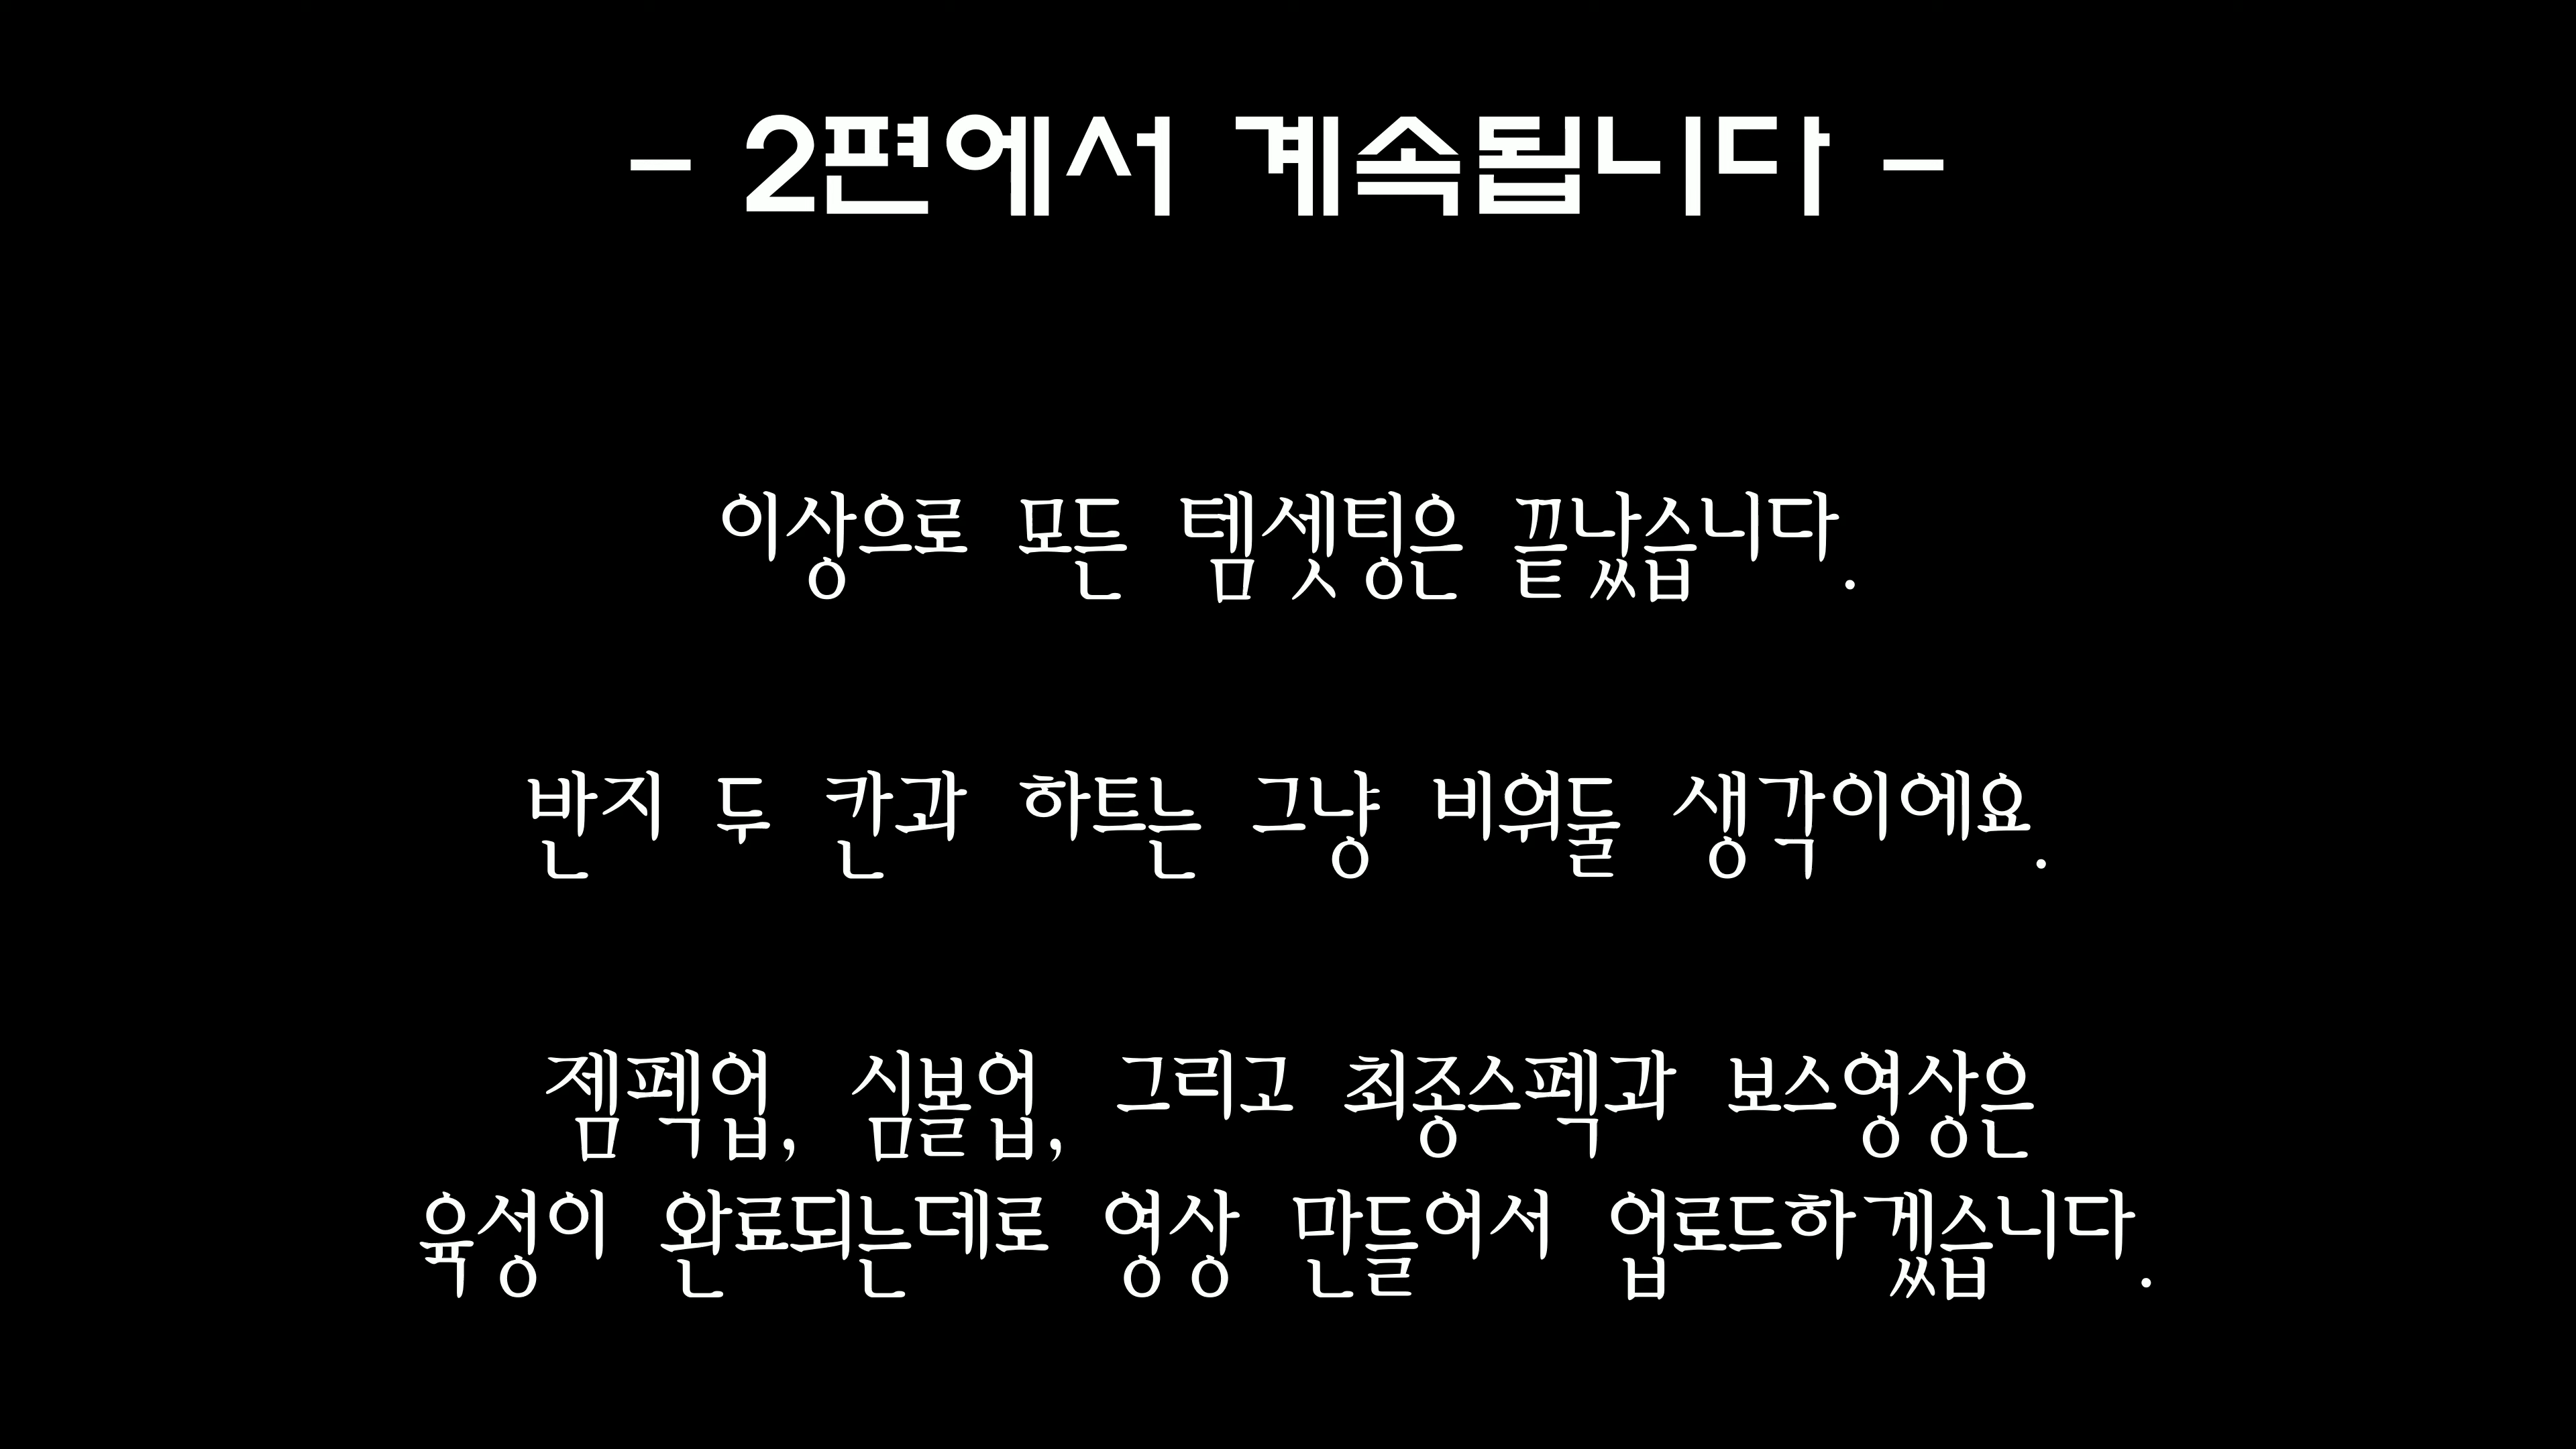 - 2편에서 계속됩니다 -
이상으로 모든 템셋팅은 끝났습니다.
반지 두 칸과 하트는 그냥 비워둘 생각이에요.
젬펙업, 심볼업, 그리고 최종스펙과 보스영상은
육성이 완료되는데로 영상 만들어서 업로드하겠습니다.